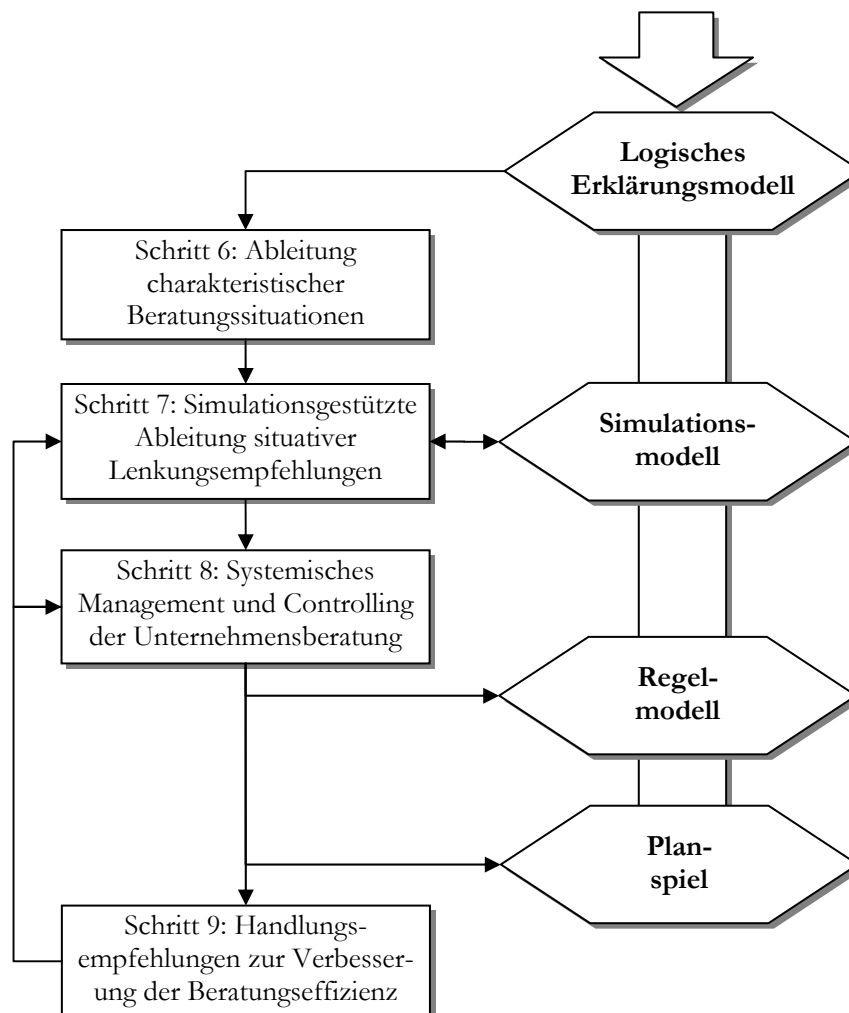 Logisches
Erklärungsmodell
Schritt 6: Ableitung
charakteristischer
Beratungssituationen
Schritt 7: Simulationsgestützte
Ableitung situativer
Lenkungsempfehlungen
Simulations-
modell
Schritt 8: Systemisches
Management und Controlling
der Unternehmensberatung
Regel-
modell
Plan-
spiel
Schritt 9: Handlungs-
empfehlungen zur Verbesser-
ung der Beratungseffizienz